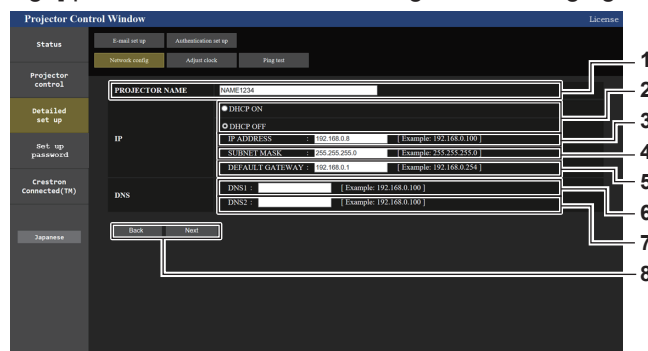 Projector Control Window License
Status
E-mail set up Authentication set up
Network config Adjust clock Ping test
Projector
control
Detailed
set up
Set up
password
Crestron
Connected(TM)
Japanese
PROJECTOR NAME NAME1234
IP
DHCP ON
DHCP OFF
IP ADDRESS : 192.168.0.8 [ Example: 192.168.0.100 ]
SUBNET MASK : 255.255.255.0 [ Example: 255.255.255.0 ]
DEFAULT GATEWAY : 192.168.0.1 [ Example: 192.168.0.254 ]
DNS
DNS1 : [ Example: 192.168.0.100 ]
DNS2 : [ Example: 192.168.0.100 ]
Back Next
1
2
3
4
5
6
7
8